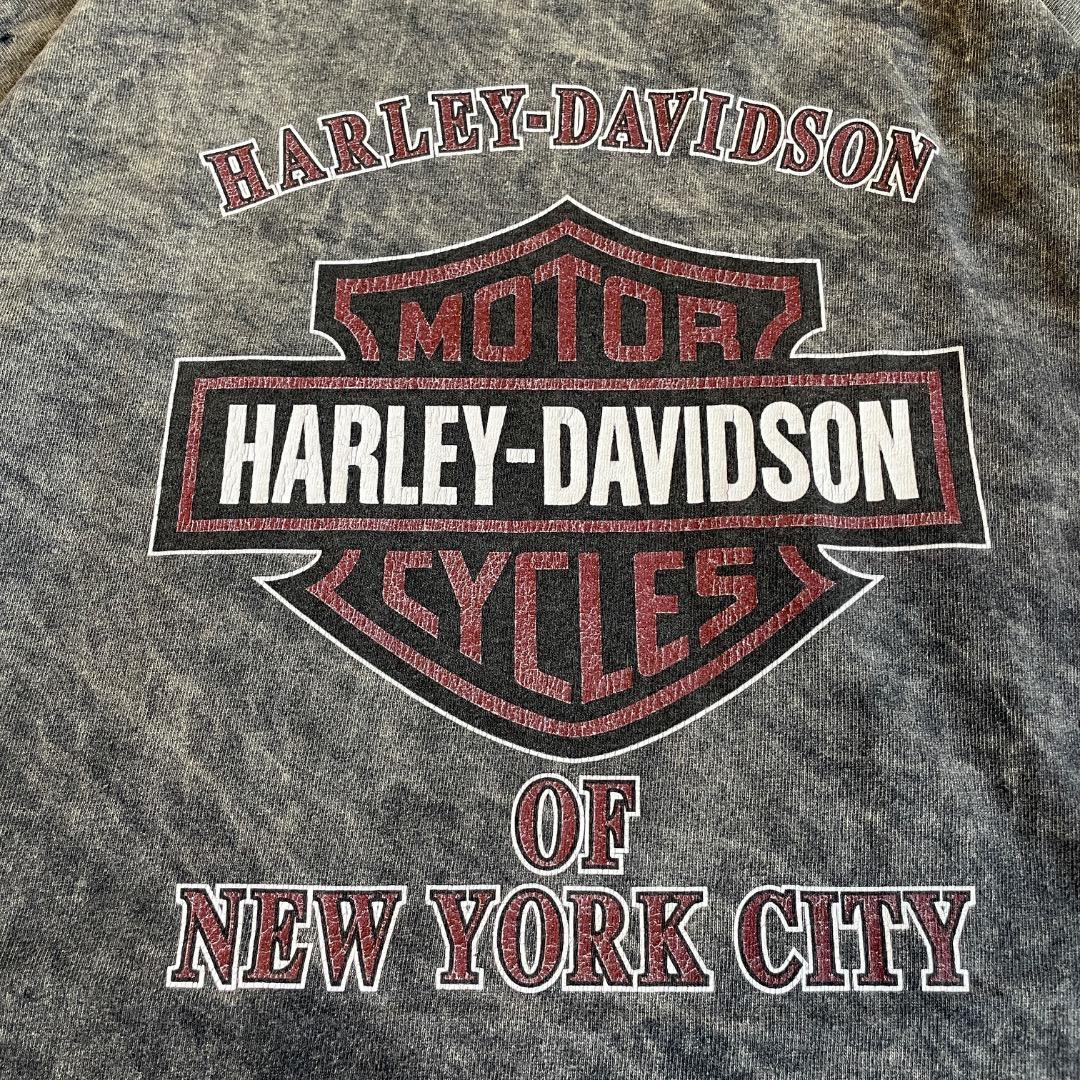 HARLEY-DAVIDSON
MOTOR
HARLEY-DAVIDSON
CYCLES
OF
NEW YORK CITY